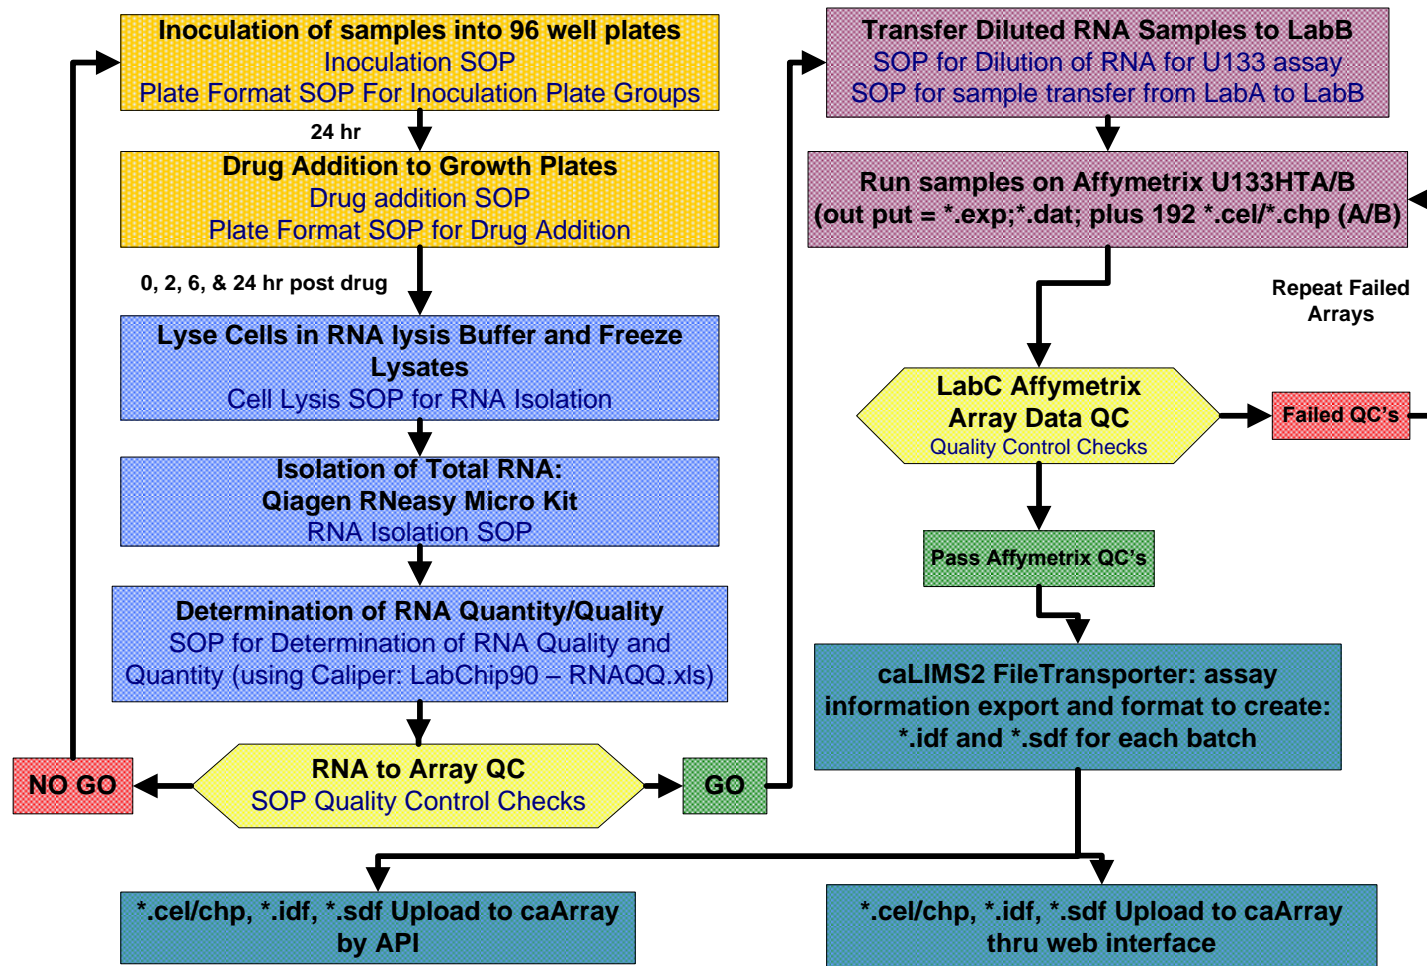 Inoculation of samples into 96 well plates
Inoculation SOP
Plate Format SOP For Inoculation Plate Groups
24 hr
Drug Addition to Growth Plates
Drug addition SOP
Plate Format SOP for Drug Addition
0, 2, 6, & 24 hr post drug
Lyse Cells in RNA lysis Buffer and Freeze
Lysates
Cell Lysis SOP for RNA Isolation
Isolation of Total RNA:
Qiagen RNeasy Micro Kit
RNA Isolation SOP
Determination of RNA Quantity/Quality
SOP for Determination of RNA Quality and
Quantity (using Caliper: LabChip90 – RNAQQ.xls)
RNA to Array QC
SOP Quality Control Checks
NO GO
GO
Transfer Diluted RNA Samples to LabB
SOP for Dilution of RNA for U133 assay
SOP for sample transfer from LabA to LabB
Run samples on Affymetrix U133HTA/B
(out put = *.exp;*.dat; plus 192 *.cel/*.chp (A/B)
Repeat Failed
Arrays
LabC Affymetrix
Array Data QC
Quality Control Checks
Failed QC's
Pass Affymetrix QC's
caLIMS2 FileTransporter: assay
information export and format to create:
*.idf and *.sdf for each batch
*.cel/chp, *.idf, *.sdf Upload to caArray
by API
*.cel/chp, *.idf, *.sdf Upload to caArray
thru web interface